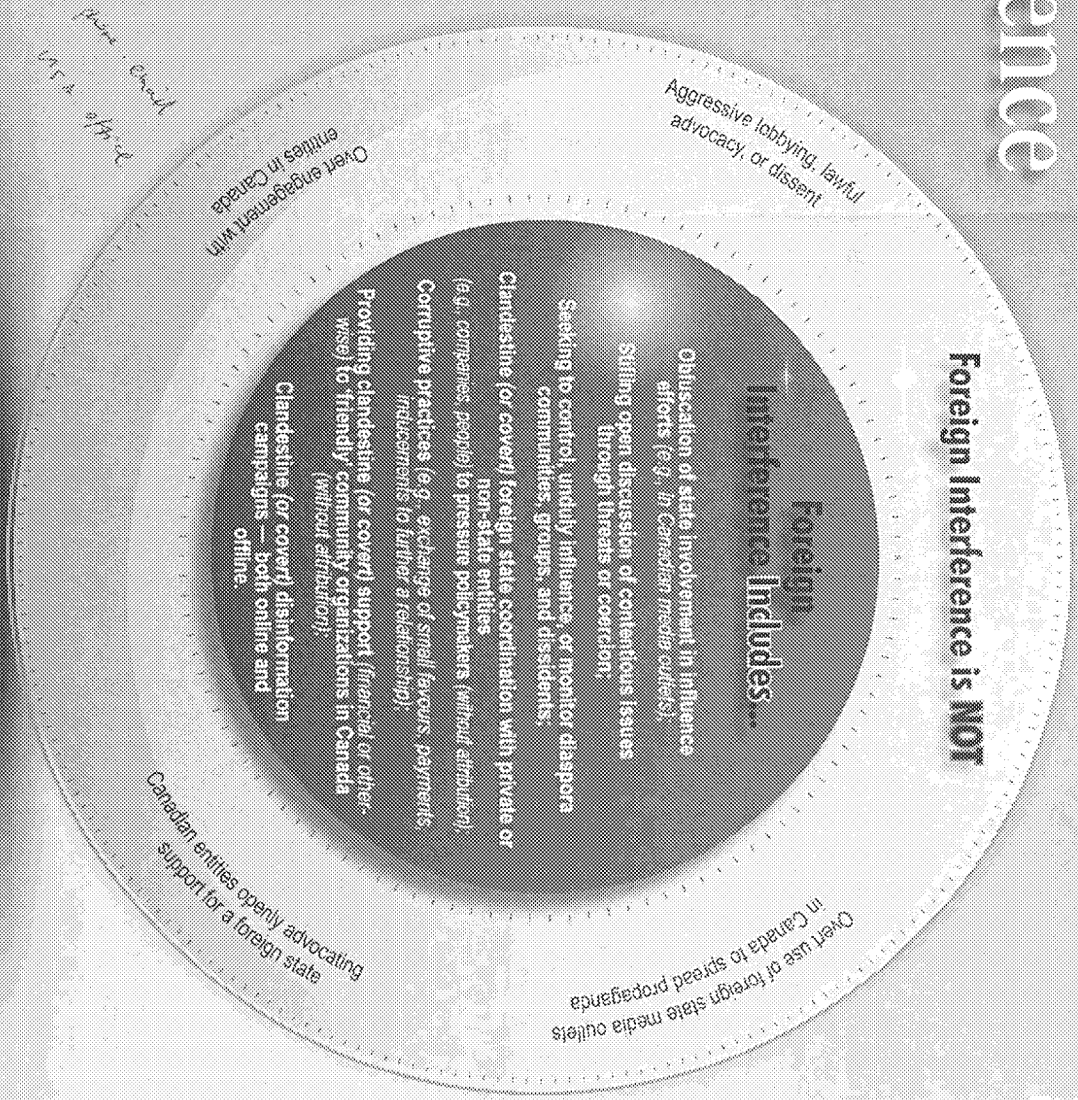 ence
Foreign Interference is NOT
Aggressive lobbying, lawful
advocacy, or dissent
Overt use of foreign state media outlets
in Canada to spread propaganda
Overt engagement with
entities in Canada
Canadian entities openly advocating
support for a foreign state
Foreign
Interference Includes...
Obfuscation of state involvement in influence
efforts (e.g., in Canadian media outlets);
Stifling open discussion of contentious issues
through threats or coercion;
Seeking to control, unduly influence, or monitor diaspora
communities, groups, and dissidents;
Clandestine (or covert) foreign state coordination with private or
non-state entities
(e.g., companies, people) to pressure policymakers (without attribution);
Corruptive practices (e.g., exchange of small favours, payments,
inducements to further a relationship);
Providing clandestine (or covert) support (financial or other-
wise) to 'friendly' community organizations in Canada
(without attribution);
Clandestine (or covert) disinformation
campaigns — both online and
offline.
phone email
office